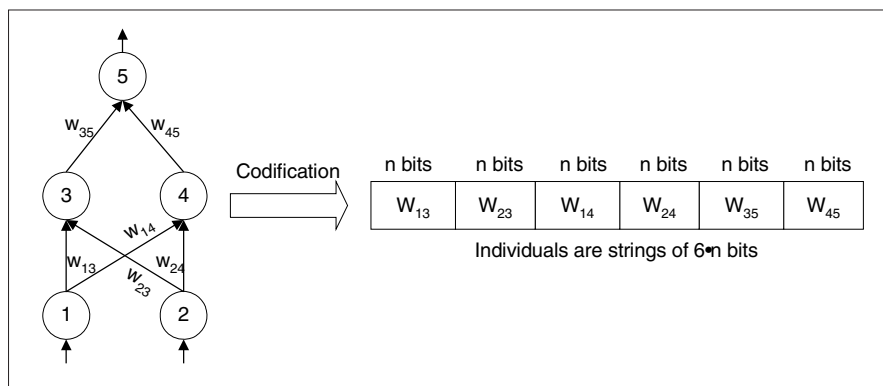 5
w35
w45
Codification
n bits n bits n bits n bits n bits n bits
3
4
W13 W23 W14 W24 W35 W45
w14
w13
w24
w23
Individuals are strings of 6•n bits
1
2